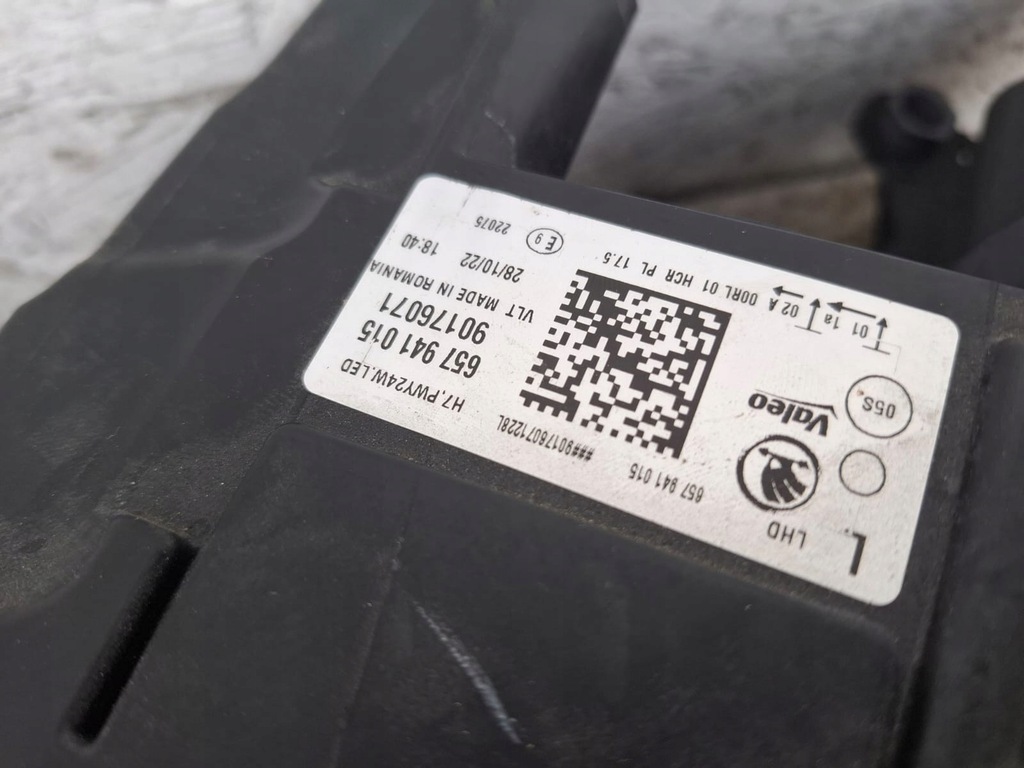 L
LHD
05S
Valeo
657 941 015
###90176071228L
01 1a
02 A
00RL 01 HCR PL 17.5
E 9
22075
H7.PWY24W.LED
657 941 015
90176071
VLT MADE IN ROMANIA
28/10/22 18:40